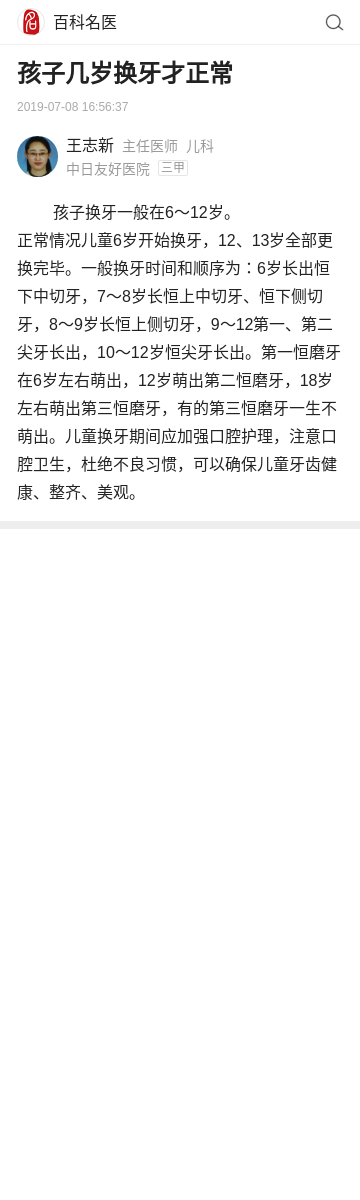 百科名医
孩子几岁换牙才正常
2019-07-08 16:56:37
王志新 主任医师 儿科
中日友好医院 三甲
孩子换牙一般在6～12岁。
正常情况儿童6岁开始换牙，12、13岁全部更
换完毕。一般换牙时间和顺序为：6岁长出恒
下中切牙，7～8岁长恒上中切牙、恒下侧切
牙，8～9岁长恒上侧切牙，9～12第一、第二
尖牙长出，10～12岁恒尖牙长出。第一恒磨牙
在6岁左右萌出，12岁萌出第二恒磨牙，18岁
左右萌出第三恒磨牙，有的第三恒磨牙一生不
萌出。儿童换牙期间应加强口腔护理，注意口
腔卫生，杜绝不良习惯，可以确保儿童牙齿健
康、整齐、美观。